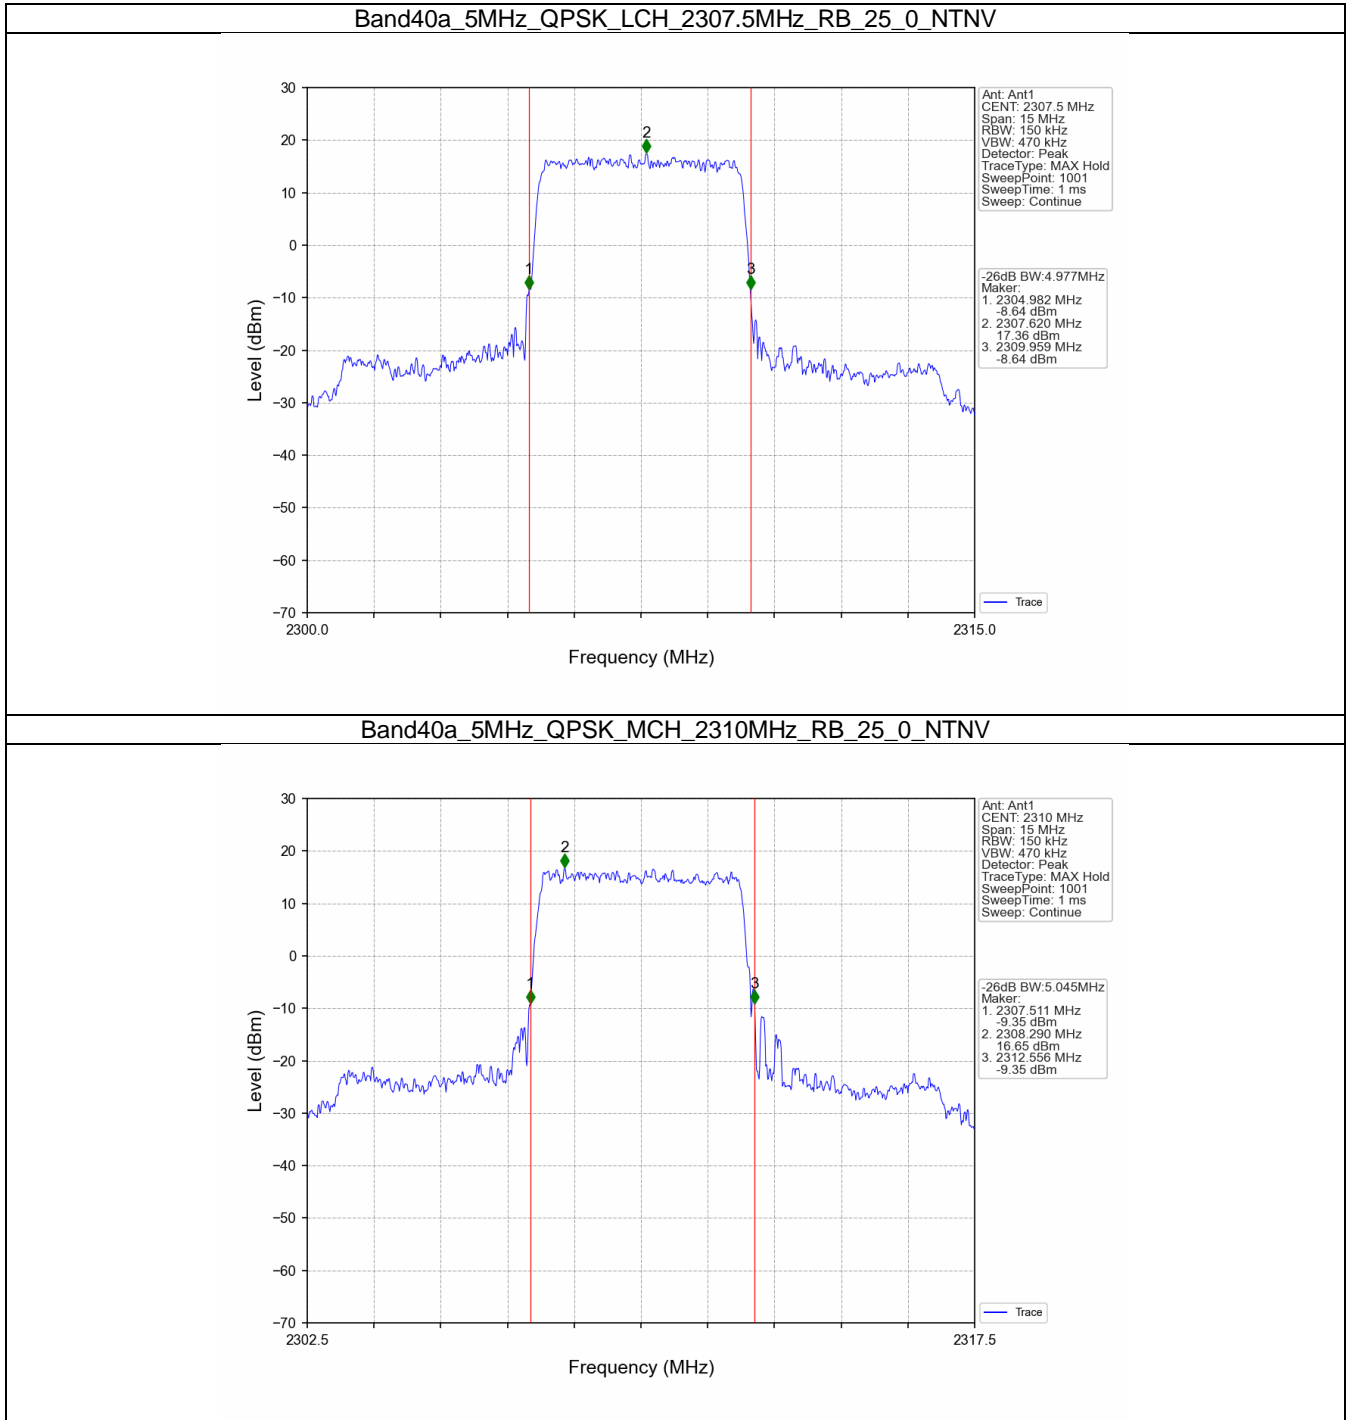 Band40a_5MHz_QPSK_LCH_2307.5MHz_RB_25_0_NTNV
30
20
10
0
−10
−20
−30
−40
−50
−60
−70
Level (dBm)
1
2
3
2300.0
2315.0
Frequency (MHz)
Ant: Ant1
CENT: 2307.5 MHz
Span: 15 MHz
RBW: 150 kHz
VBW: 470 kHz
Detector: Peak
TraceType: MAX Hold
SweepPoint: 1001
SweepTime: 1 ms
Sweep: Continue
-26dB BW:4.977MHz
Maker:
1. 2304.982 MHz
-8.64 dBm
2. 2307.620 MHz
17.36 dBm
3. 2309.959 MHz
-8.64 dBm
Trace
Band40a_5MHz_QPSK_MCH_2310MHz_RB_25_0_NTNV
30
20
10
0
−10
−20
−30
−40
−50
−60
−70
Level (dBm)
1
2
3
2302.5
2317.5
Frequency (MHz)
Ant: Ant1
CENT: 2310 MHz
Span: 15 MHz
RBW: 150 kHz
VBW: 470 kHz
Detector: Peak
TraceType: MAX Hold
SweepPoint: 1001
SweepTime: 1 ms
Sweep: Continue
-26dB BW:5.045MHz
Maker:
1. 2307.511 MHz
-9.35 dBm
2. 2308.290 MHz
16.65 dBm
3. 2312.556 MHz
-9.35 dBm
Trace